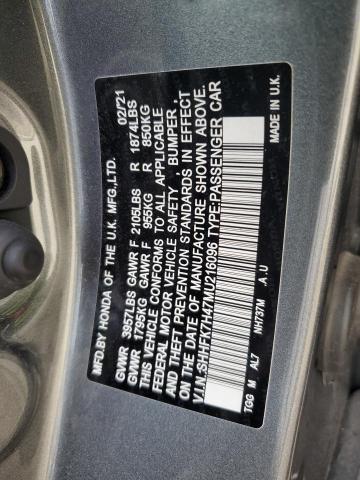 MFD.BY HONDA OF THE U.K. MFG.,LTD. 02/21
GVWR 3957LBS GAWR F 2105LBS R 1874LBS
GVWR 1795KG GAWR F 955KG R 850KG
THIS VEHICLE CONFORMS TO ALL APPLICABLE
FEDERAL MOTOR VEHICLE SAFETY , BUMPER ,
AND THEFT PREVENTION STANDARDS IN EFFECT
ON THE DATE OF MANUFACTURE SHOWN ABOVE.
V.I.N.:SHHFK7H47MU216096 TYPE:PASSENGER CAR
NH737M A.U MADE IN U.K.
TGG M AL7